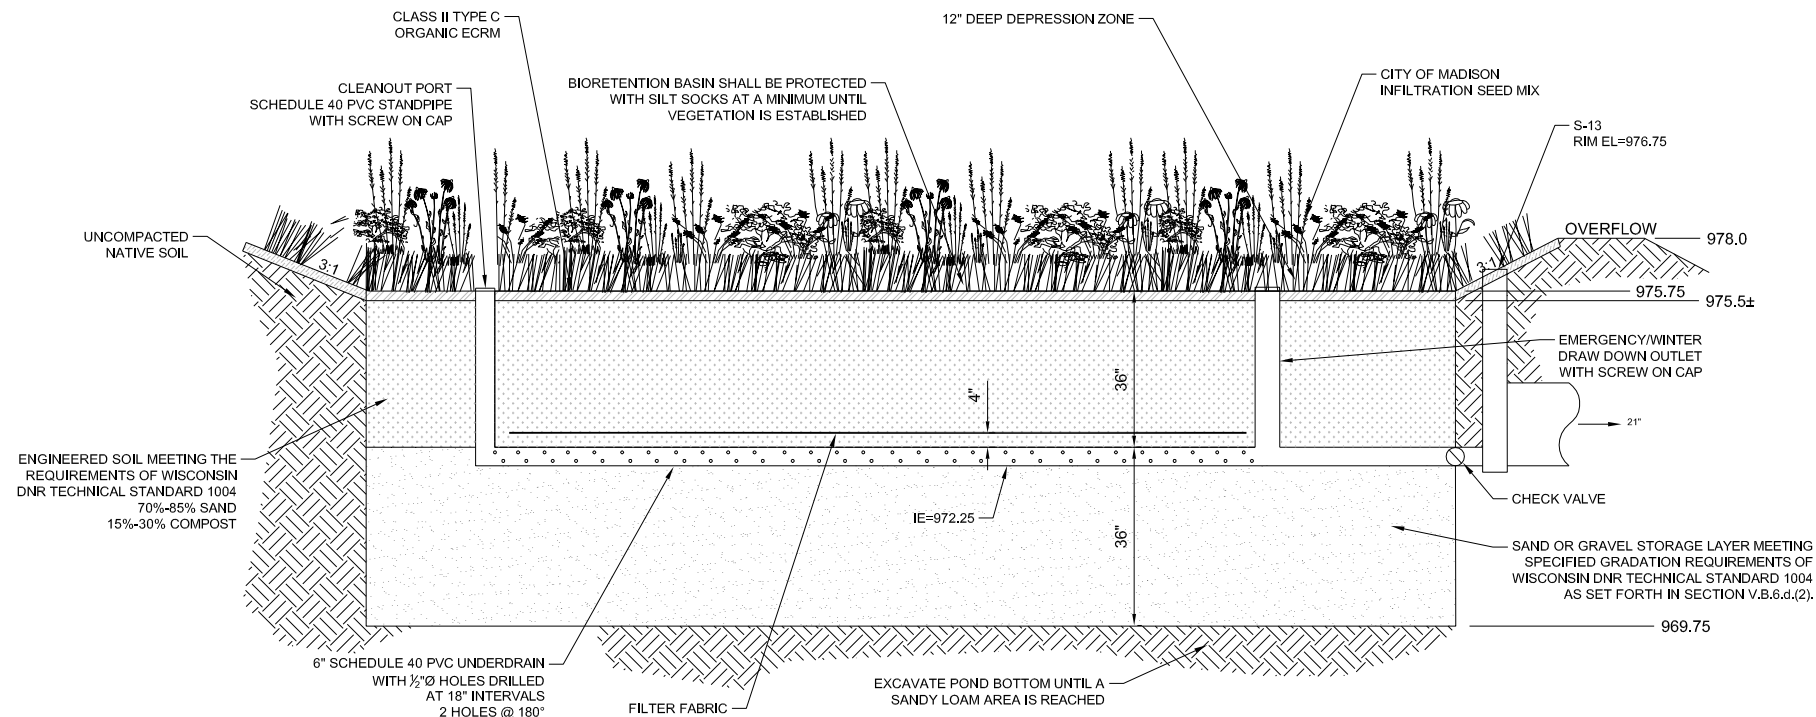 CLASS II TYPE C
ORGANIC ECRM
12" DEEP DEPRESSION ZONE
CLEANOUT PORT
SCHEDULE 40 PVC STANDPIPE
WITH SCREW ON CAP
BIORETENTION BASIN SHALL BE PROTECTED
WITH SILT SOCKS AT A MINIMUM UNTIL
VEGETATION IS ESTABLISHED
CITY OF MADISON
INFILTRATION SEED MIX
S-13
RIM EL=976.75
UNCOMPACTED
NATIVE SOIL
3:1
3:1
OVERFLOW
978.0
975.75
975.5±
EMERGENCY/WINTER
DRAW DOWN OUTLET
WITH SCREW ON CAP
36"
4"
21"
ENGINEERED SOIL MEETING THE
REQUIREMENTS OF WISCONSIN
DNR TECHNICAL STANDARD 1004
70%-85% SAND
15%-30% COMPOST
IE=972.25
36"
CHECK VALVE
SAND OR GRAVEL STORAGE LAYER MEETING
SPECIFIED GRADATION REQUIREMENTS OF
WISCONSIN DNR TECHNICAL STANDARD 1004
AS SET FORTH IN SECTION V.B.6.d.(2).
969.75
6" SCHEDULE 40 PVC UNDERDRAIN
WITH ½"Ø HOLES DRILLED
AT 18" INTERVALS
2 HOLES @ 180°
FILTER FABRIC
EXCAVATE POND BOTTOM UNTIL A
SANDY LOAM AREA IS REACHED